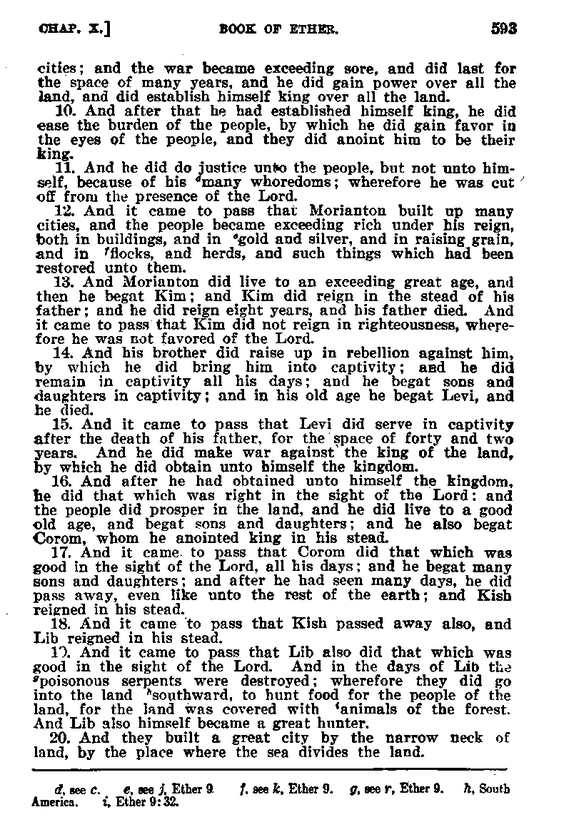 CHAP. X.] BOOK OF ETHER. 593
cities; and the war became exceeding sore, and did last for
the space of many years, and he did gain power over all the
land, and did establish himself king over all the land.
10. And after that he had established himself king, he did
ease the burden of the people, by which he did gain favor in
the eyes of the people, and they did anoint him to be their
king.
11. And he did do justice unto the people, but not unto him-
self, because of his dmany whoredoms; wherefore he was cut
off from the presence of the Lord.
12. And it came to pass that Morianton built up many
cities, and the people became exceeding rich under his reign,
both in buildings, and in egold and silver, and in raising grain,
and in fflocks, and herds, and such things which had been
restored unto them.
13. And Morianton did live to an exceeding great age, and
then he begat Kim; and Kim did reign in the stead of his
father; and he did reign eight years, and his father died. And
it came to pass that Kim did not reign in righteousness, where-
fore he was not favored of the Lord.
14. And his brother did raise up in rebellion against him,
by which he did bring him into captivity; and he did
remain in captivity all his days; and he begat sons and
daughters in captivity; and in his old age he begat Levi, and
he died.
15. And it came to pass that Levi did serve in captivity
after the death of his father, for the space of forty and two
years. And he did make war against the king of the land,
by which he did obtain unto himself the kingdom.
16. And after he had obtained unto himself the kingdom,
he did that which was right in the sight of the Lord: and
the people did prosper in the land, and he did live to a good
old age, and begat sons and daughters; and he also begat
Corom, whom he anointed king in his stead.
17. And it came to pass that Corom did that which was
good in the sight of the Lord, all his days; and he begat many
sons and daughters; and after he had seen many days, he did
pass away, even like unto the rest of the earth; and Kish
reigned in his stead.
18. And it came to pass that Kish passed away also, and
Lib reigned in his stead.
19. And it came to pass that Lib also did that which was
good in the sight of the Lord. And in the days of Lib the
gpoisonous serpents were destroyed; wherefore they did go
into the land hsouthward, to hunt food for the people of the
land, for the land was covered with ianimals of the forest.
And Lib also himself became a great hunter.
20. And they built a great city by the narrow neck of
land, by the place where the sea divides the land.
d, see c. e, see j, Ether 9. f, see k, Ether 9. g, see r, Ether 9. h, South
America. i, Ether 9:32.